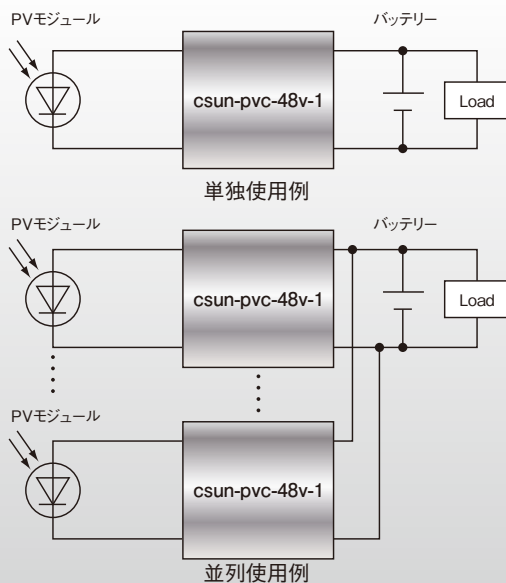 PVモジュール
バッテリー
csun-pvc-48v-1
Load
単独使用例
PVモジュール
バッテリー
csun-pvc-48v-1
Load
PVモジュール
csun-pvc-48v-1
並列使用例